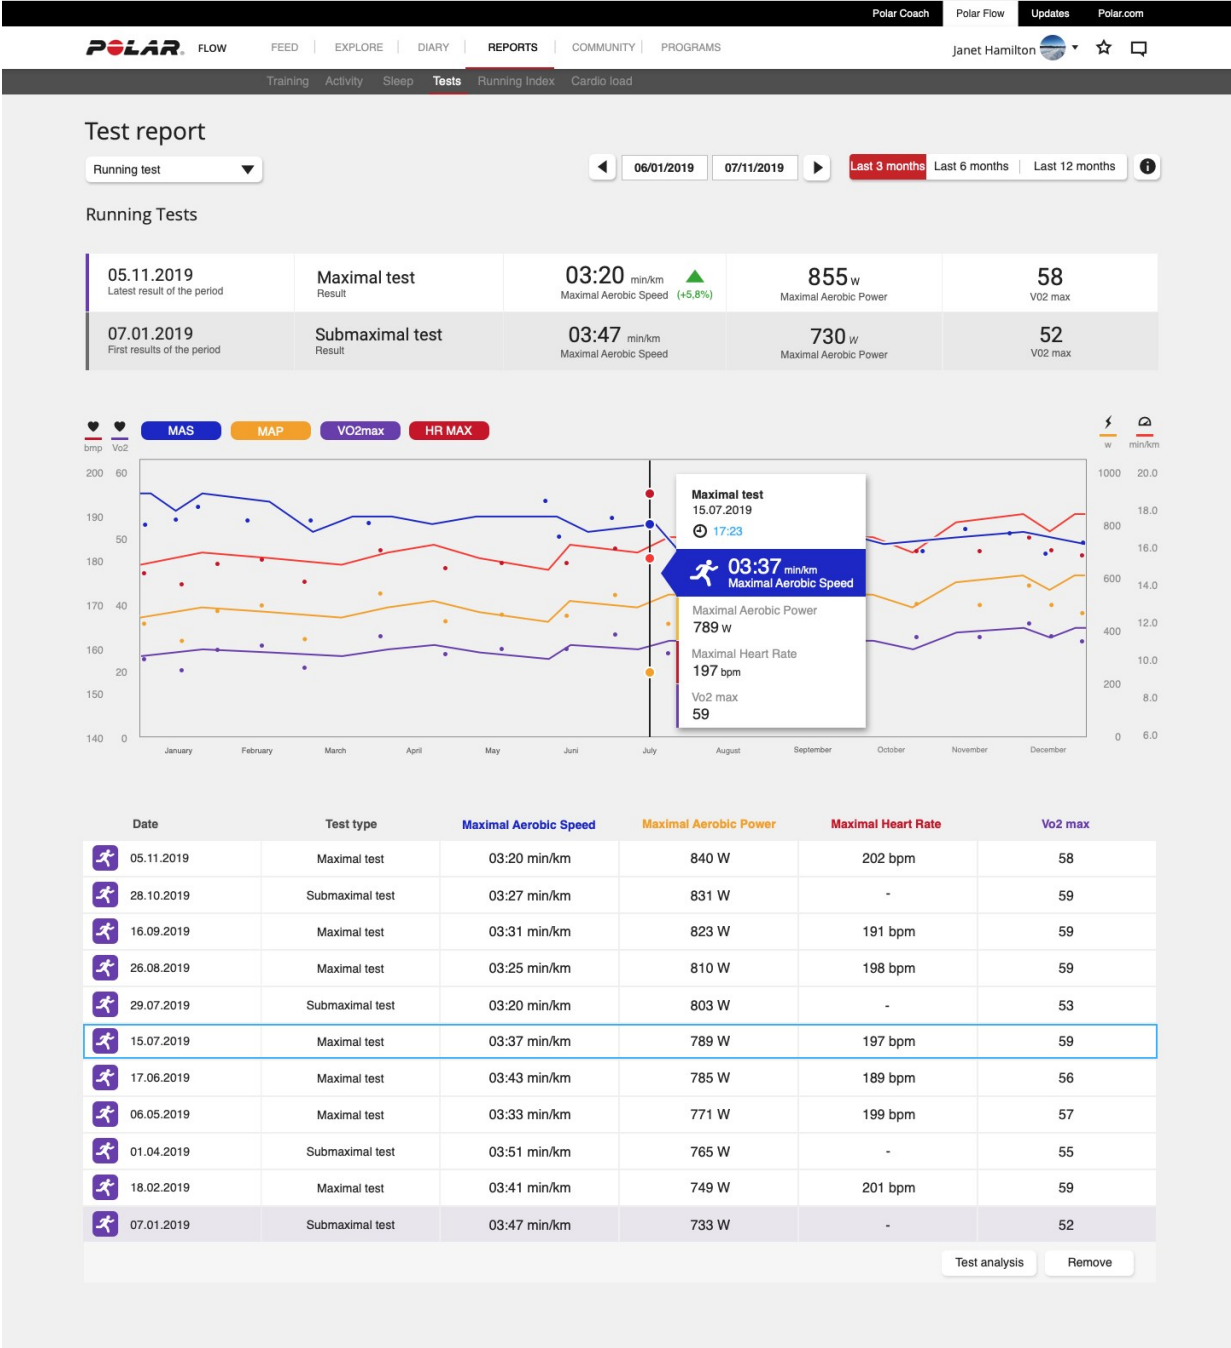 Polar Coach Polar Flow Updates Polar.com
POLAR. FLOW FEED EXPLORE DIARY REPORTS COMMUNITY PROGRAMS Janet Hamilton
Training Activity Sleep Tests Running Index Cardio load
Test report
Running test 06/01/2019 07/11/2019 Last 3 months Last 6 months Last 12 months
Running Tests
05.11.2019 Maximal test 03:20 min/km 855 w 58
Latest result of the period Result Maximal Aerobic Speed (+5,8%) Maximal Aerobic Power V02 max
07.01.2019 Submaximal test 03:47 min/km 730 w 52
First results of the period Result Maximal Aerobic Speed Maximal Aerobic Power V02 max
MAS MAP VO2max HR MAX
bmp Vo2 w min/km
200 60 1000 20.0
190 18.0
800
50
180 16.0
600
14.0
170 40
12.0
400
160 10.0
20
200
150 8.0
140 0 0 6.0
Maximal test
15.07.2019
17:23
03:37 min/km
Maximal Aerobic Speed
Maximal Aerobic Power
789 w
Maximal Heart Rate
197 bpm
Vo2 max
59
January February March April May Juni July August September October November December
Date Test type Maximal Aerobic Speed Maximal Aerobic Power Maximal Heart Rate Vo2 max
05.11.2019 Maximal test 03:20 min/km 840 W 202 bpm 58
28.10.2019 Submaximal test 03:27 min/km 831 W - 59
16.09.2019 Maximal test 03:31 min/km 823 W 191 bpm 59
26.08.2019 Maximal test 03:25 min/km 810 W 198 bpm 59
29.07.2019 Submaximal test 03:20 min/km 803 W - 53
15.07.2019 Maximal test 03:37 min/km 789 W 197 bpm 59
17.06.2019 Maximal test 03:43 min/km 785 W 189 bpm 56
06.05.2019 Maximal test 03:33 min/km 771 W 199 bpm 57
01.04.2019 Submaximal test 03:51 min/km 765 W - 55
18.02.2019 Maximal test 03:41 min/km 749 W 201 bpm 59
07.01.2019 Submaximal test 03:47 min/km 733 W - 52
Test analysis Remove